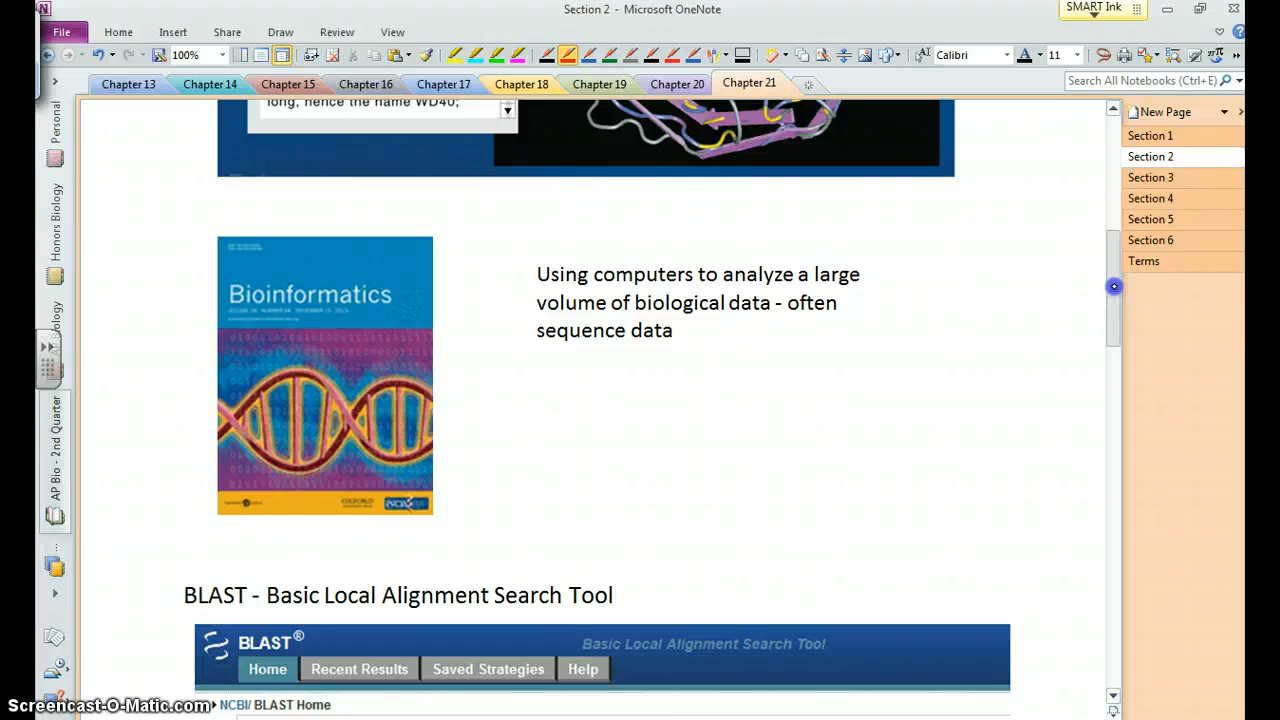 Section 2 - Microsoft OneNote
SMART Ink
File Home Insert Share Draw Review View
100% Calibri 11
Chapter 13 Chapter 14 Chapter 15 Chapter 16 Chapter 17 Chapter 18 Chapter 19 Chapter 20 Chapter 21
Search All Notebooks (Ctrl+E)
Personal
Honors Biology
AP Bio - 2nd Quarter
New Page
Section 1
Section 2
Section 3
Section 4
Section 5
Section 6
Terms
long, hence the name WD40;
Bioinformatics
Using computers to analyze a large
volume of biological data - often
sequence data
BLAST - Basic Local Alignment Search Tool
BLAST®
Basic Local Alignment Search Tool
Home Recent Results Saved Strategies Help
NCBI/ BLAST Home
Screencast-O-Matic.com